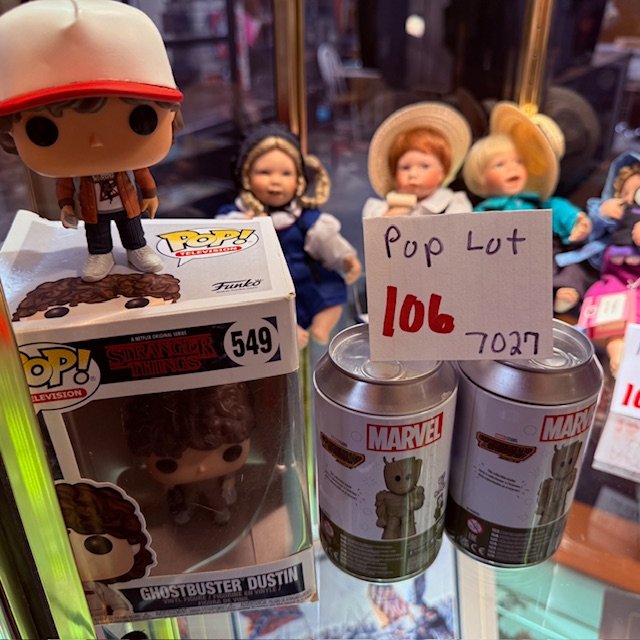 POP!
TELEVISION
Funko
A NETFLIX ORIGINAL SERIES
STRANGER
THINGS
549
POP!
TELEVISION
GHOSTBUSTER DUSTIN
Pop Lot
106
7027
MARVEL
MARVEL